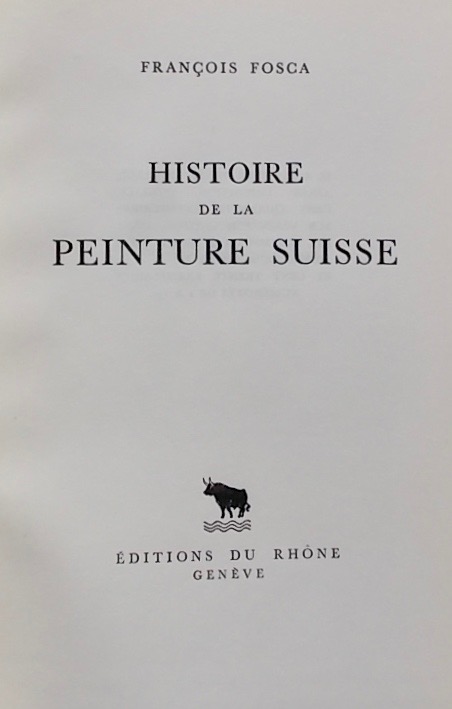 FRANÇOIS FOSCA
HISTOIRE
DE LA
PEINTURE SUISSE
ÉDITIONS DU RHÔNE
GENÈVE